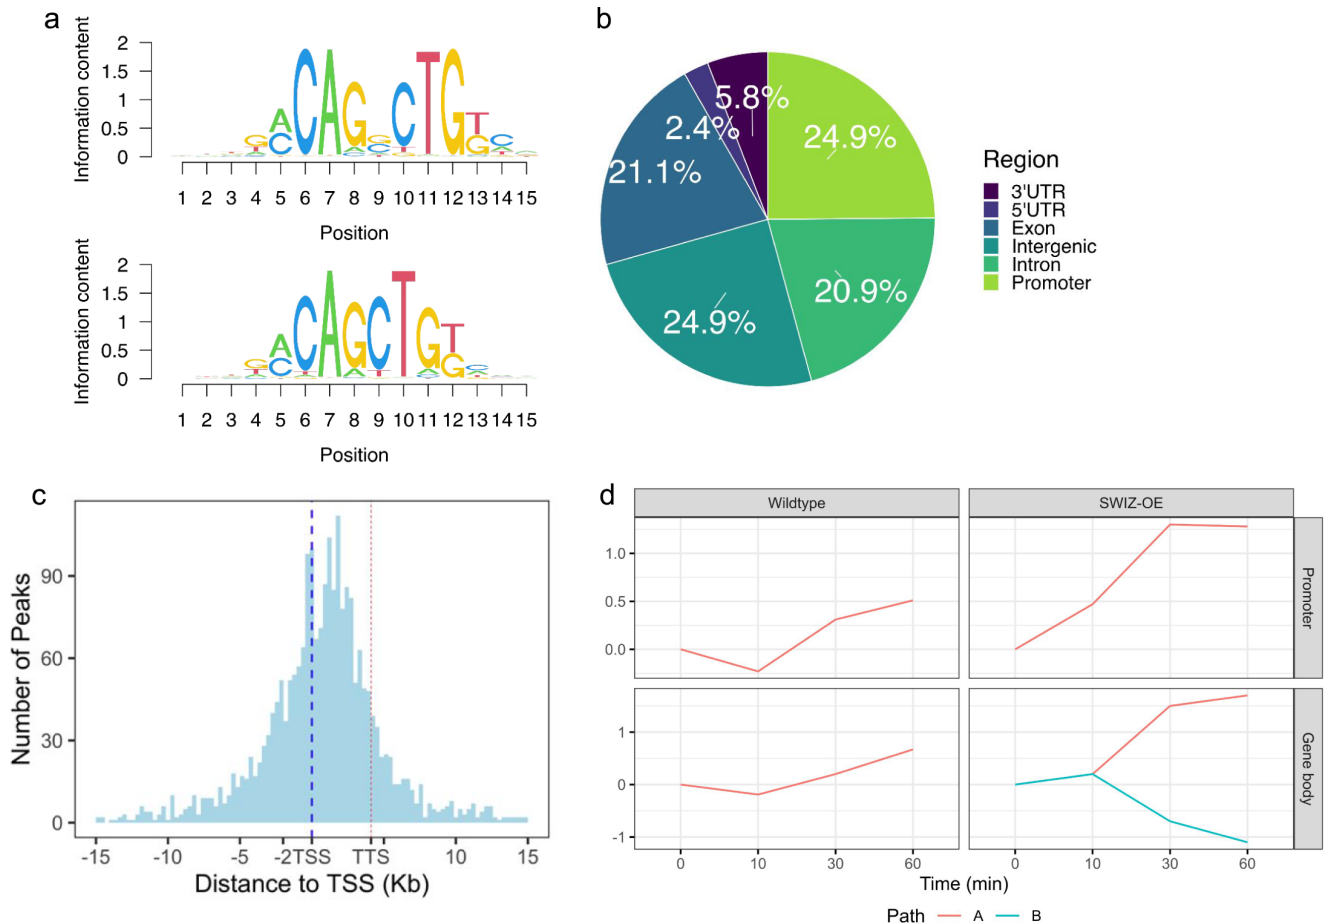 a
Information content
2
1.5
1
0.5
0
1 2 3 4 5 6 7 8 9 10 11 12 13 14 15
Position
Information content
2
1.5
1
0.5
0
1 2 3 4 5 6 7 8 9 10 11 12 13 14 15
Position
b
5.8%
2.4%
24.9%
21.1%
20.9%
24.9%
Region
3'UTR
5'UTR
Exon
Intergenic
Intron
Promoter
c
Number of Peaks
90
60
30
0
-15 -10 -5 -2TSS TTS 10 15
Distance to TSS (Kb)
d
Wildtype SWIZ-OE
1.0
0.5
0.0
Promoter
1
0
-1
Gene body
0 10 30 60 0 10 30 60
Time (min)
Path A B